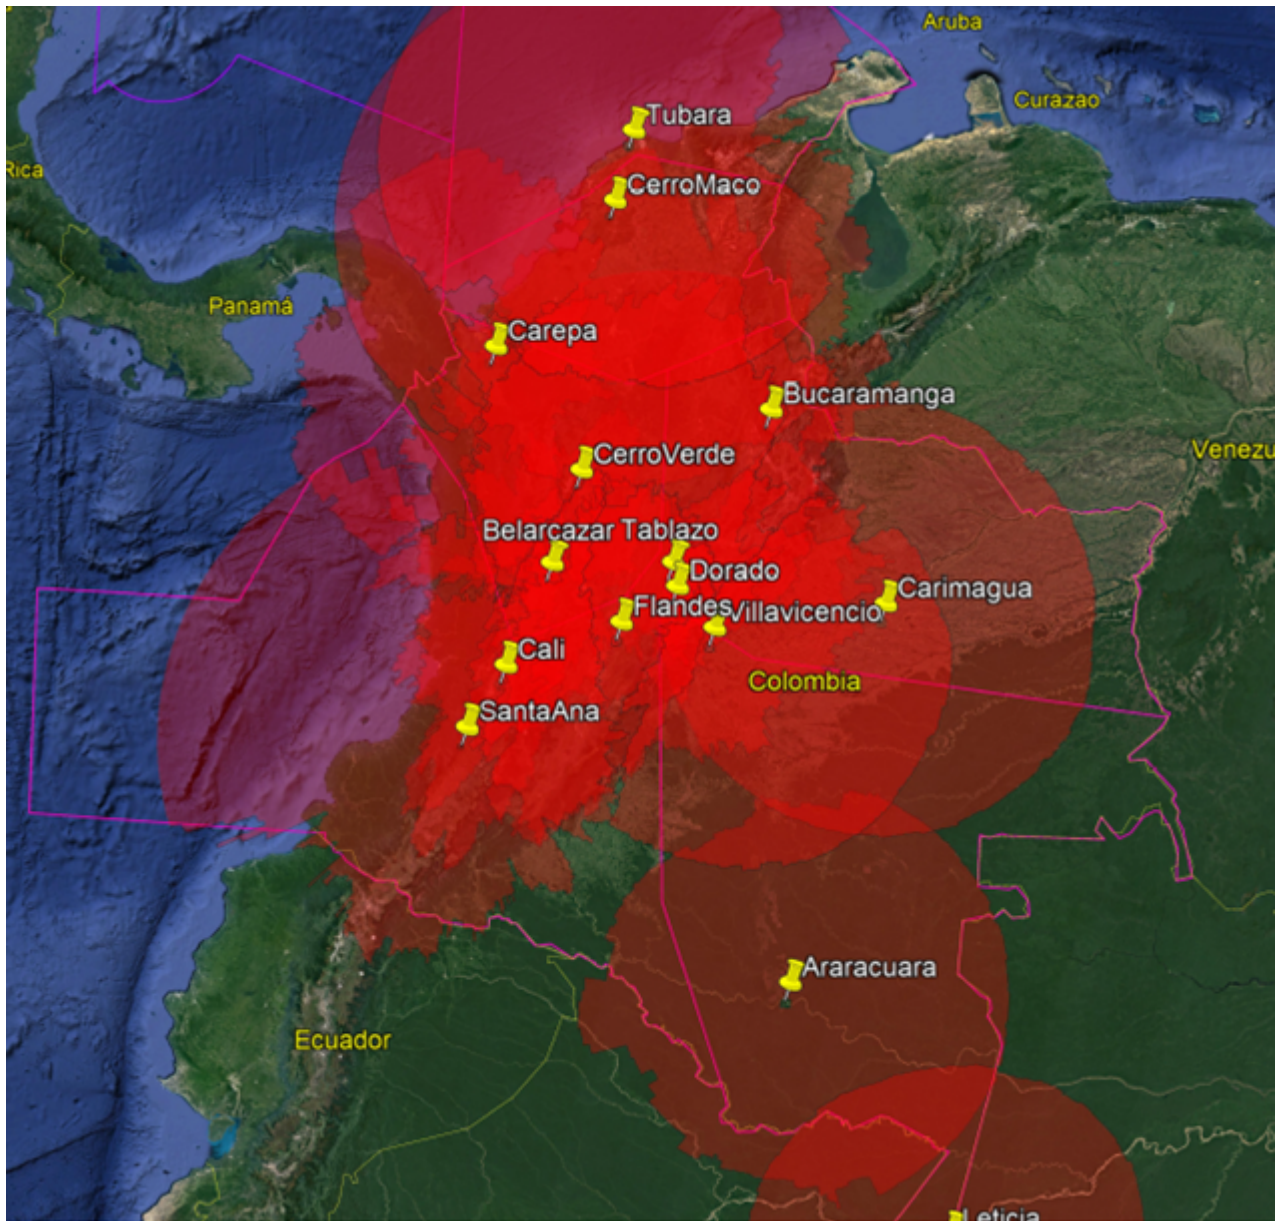 Aruba
Curazao
Tubara
Rica
CerroMaco
Panamá
Carepa
Bucaramanga
CerroVerde
Venezu
Belarcazar Tablazo
Dorado
Carimagua
Flandes
Villavicencio
Cali
Colombia
SantaAna
Araracuara
Ecuador
Leticia